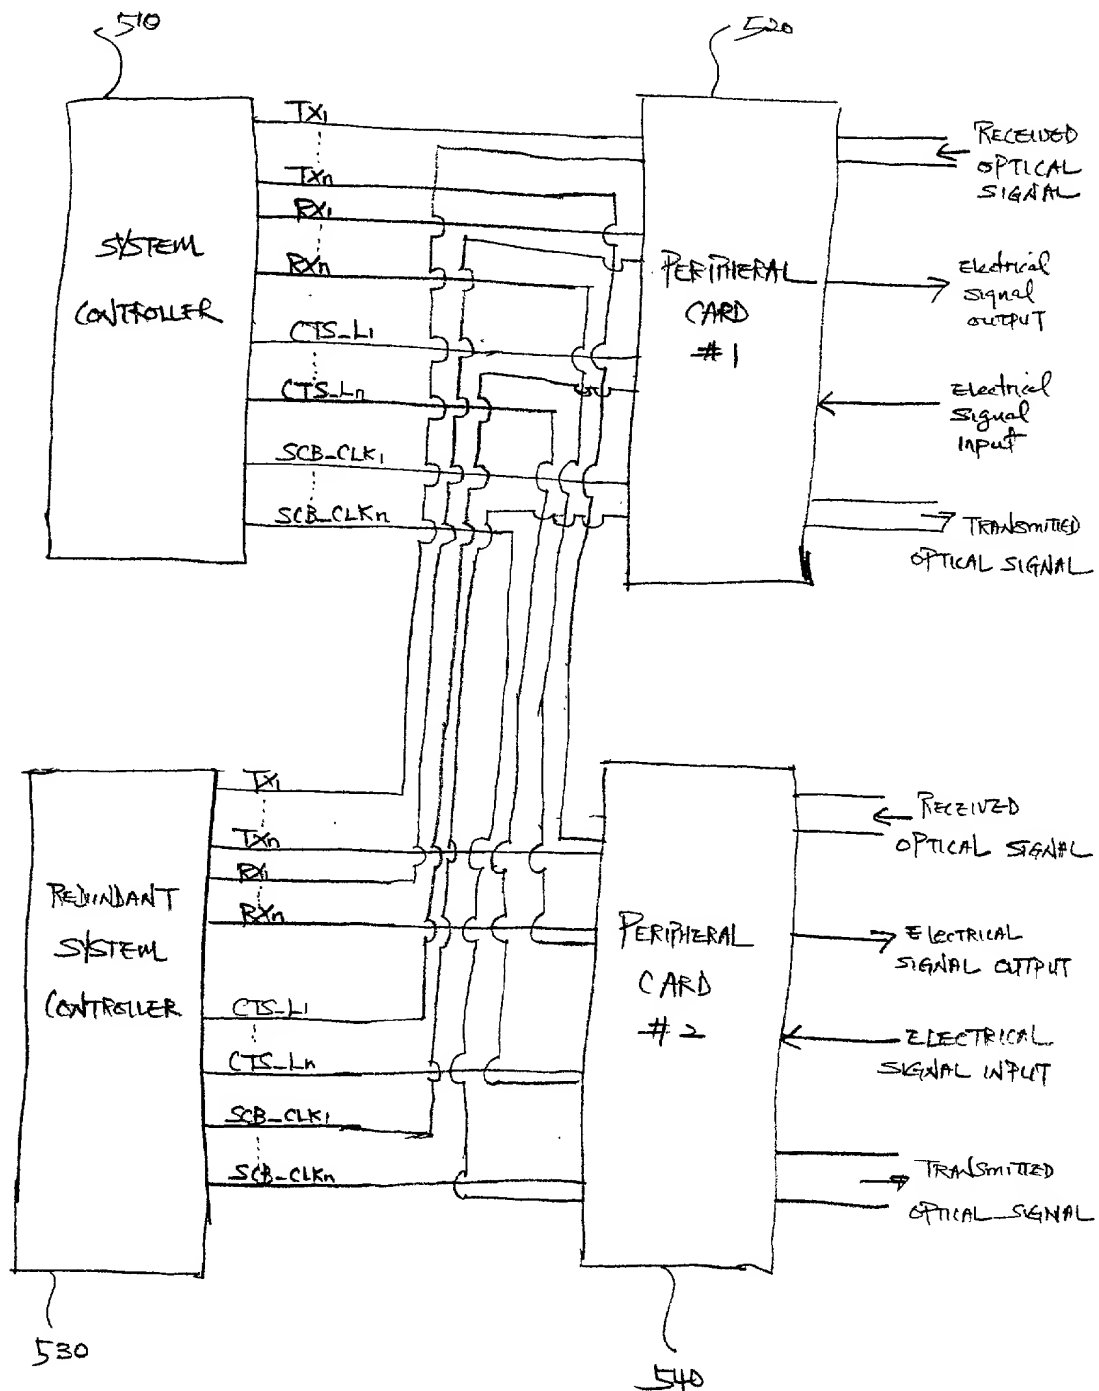 510
520
SYSTEM
CONTROLLER
TX1
TXn
RX1
RXn
CTS_L1
CTS_Ln
SCB_CLK1
SCB_CLKn
PERIPHERAL
CARD
#1
RECEIVED
OPTICAL
SIGNAL
Electrical
signal
OUTPUT
Electrical
Signal
Input
TRANSMITTED
OPTICAL SIGNAL
REDUNDANT
SYSTEM
CONTROLLER
TX1
TXn
RX1
RXn
CTS_L1
CTS_Ln
SCB_CLK1
SCB_CLKn
PERIPHERAL
CARD
#2
RECEIVED
OPTICAL SIGNAL
ELECTRICAL
SIGNAL OUTPUT
ELECTRICAL
SIGNAL INPUT
TRANSMITTED
OPTICAL SIGNAL
530
540